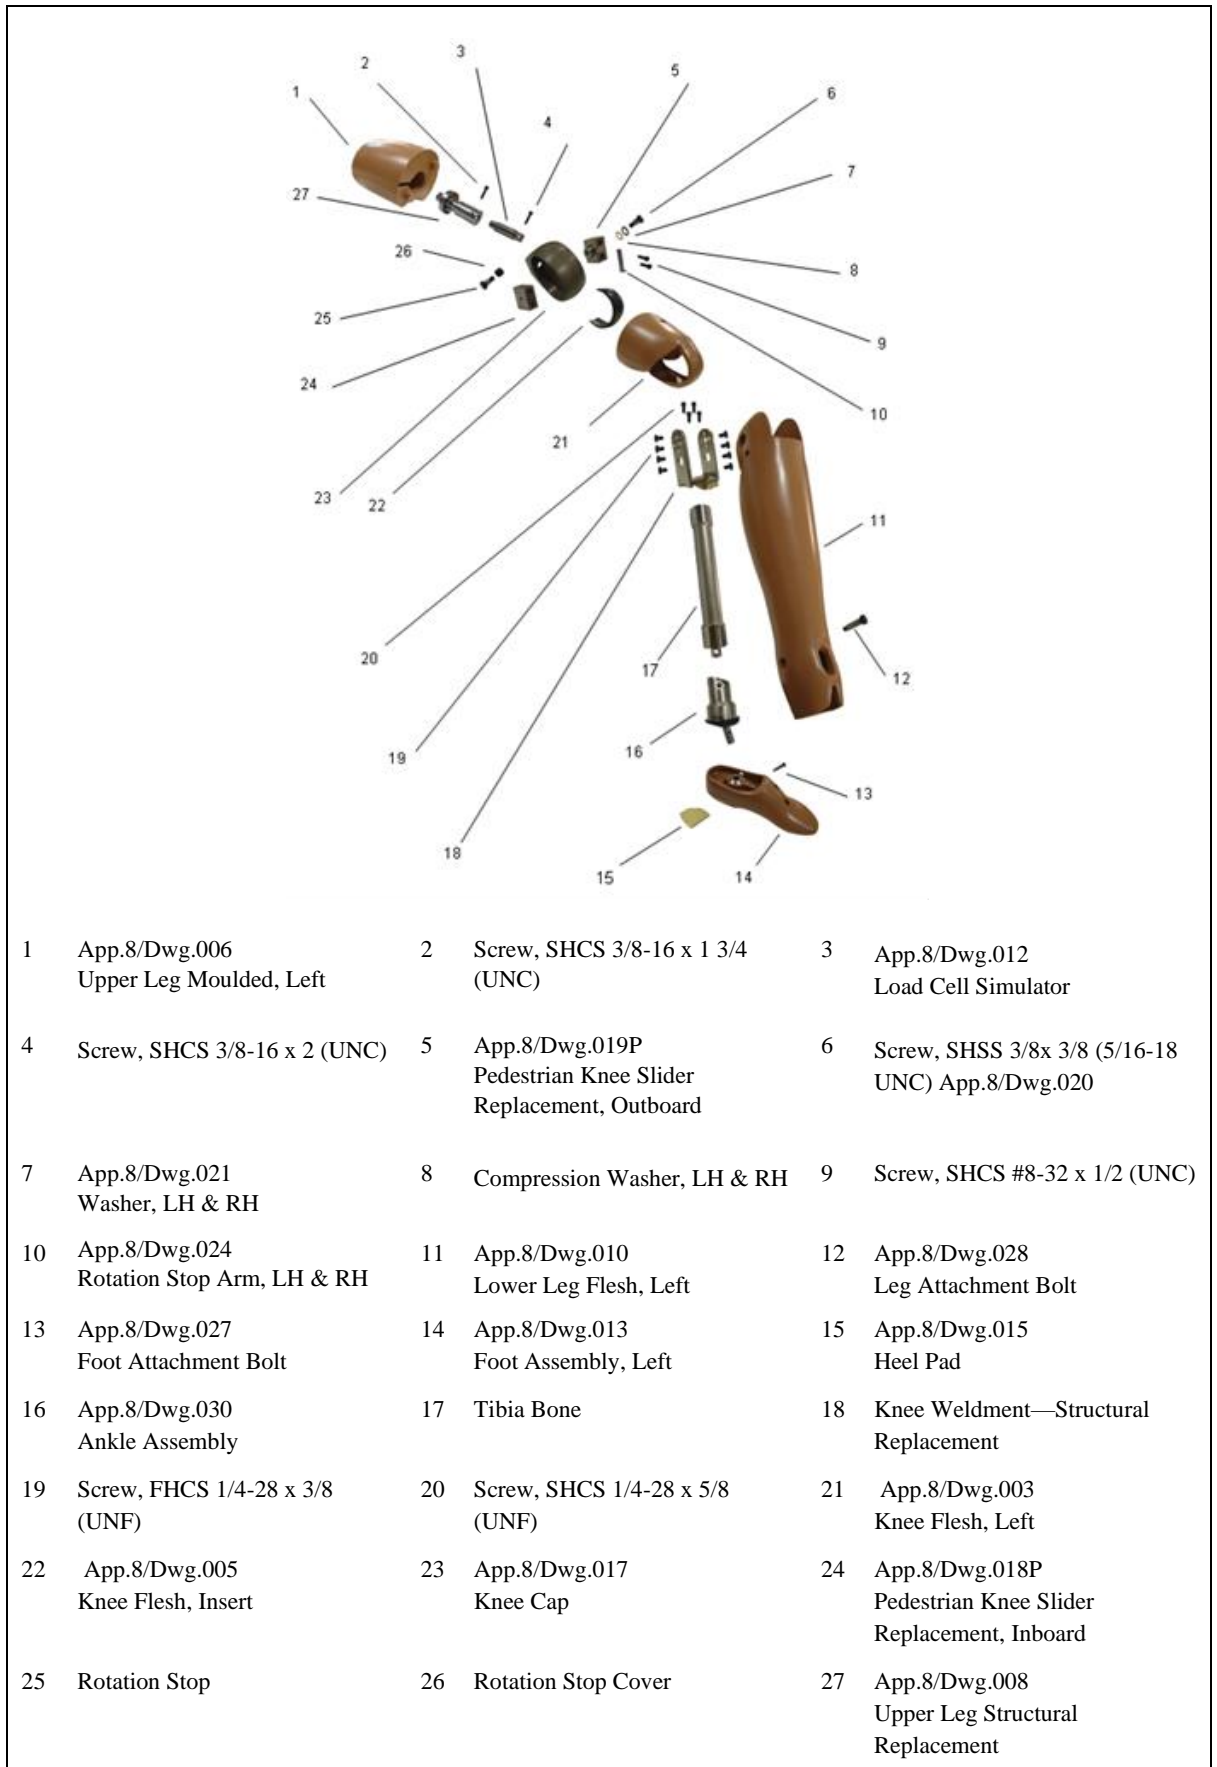 3
2
5
1
6
4
7
27
26
8
25
9
24
10
21
23
22
11
20
17
12
19
16
13
18
15
14
1 App.8/Dwg.006 2 Screw, SHCS 3/8-16 x 1 3/4 3 App.8/Dwg.012
Upper Leg Moulded, Left (UNC) Load Cell Simulator
4 Screw, SHCS 3/8-16 x 2 (UNC) 5 App.8/Dwg.019P 6 Screw, SHSS 3/8x 3/8 (5/16-18
Pedestrian Knee Slider UNC) App.8/Dwg.020
Replacement, Outboard
7 App.8/Dwg.021 8 Compression Washer, LH & RH 9 Screw, SHCS #8-32 x 1/2 (UNC)
Washer, LH & RH
10 App.8/Dwg.024 11 App.8/Dwg.010 12 App.8/Dwg.028
Rotation Stop Arm, LH & RH Lower Leg Flesh, Left Leg Attachment Bolt
13 App.8/Dwg.027 14 App.8/Dwg.013 15 App.8/Dwg.015
Foot Attachment Bolt Foot Assembly, Left Heel Pad
16 App.8/Dwg.030 17 Tibia Bone 18 Knee Weldment—Structural
Ankle Assembly Replacement
19 Screw, FHCS 1/4-28 x 3/8 20 Screw, SHCS 1/4-28 x 5/8 21 App.8/Dwg.003
(UNF) (UNF) Knee Flesh, Left
22 App.8/Dwg.005 23 App.8/Dwg.017 24 App.8/Dwg.018P
Knee Flesh, Insert Knee Cap Pedestrian Knee Slider
Replacement, Inboard
25 Rotation Stop 26 Rotation Stop Cover 27 App.8/Dwg.008
Upper Leg Structural
Replacement